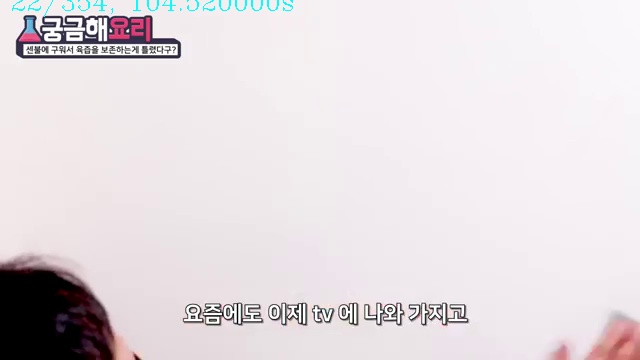 22/354, 104.520000s
궁금해요리
센불에 구워서 육즙을 보존하는게 틀렸다구?
요즘에도 이제 tv 에 나와 가지고